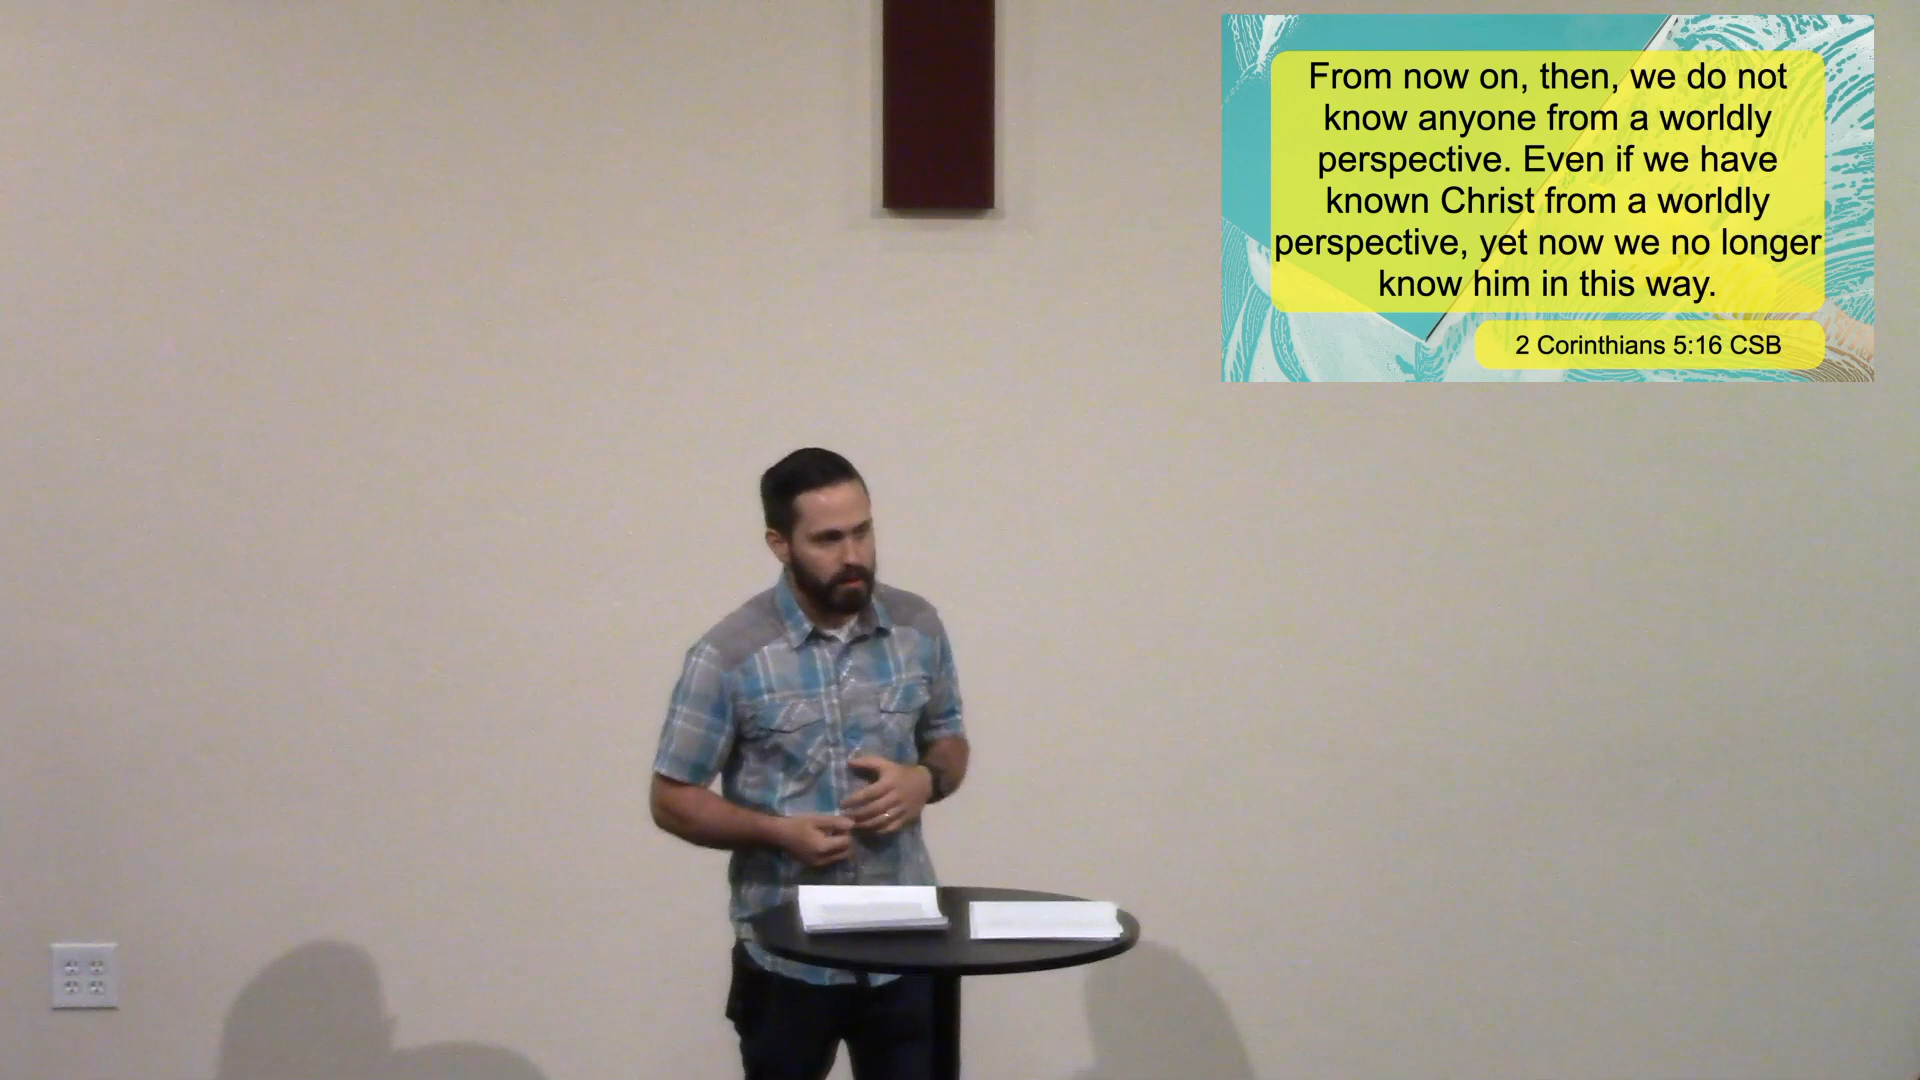 From now on, then, we do not
know anyone from a worldly
perspective. Even if we have
known Christ from a worldly
perspective, yet now we no longer
know him in this way.
2 Corinthians 5:16 CSB